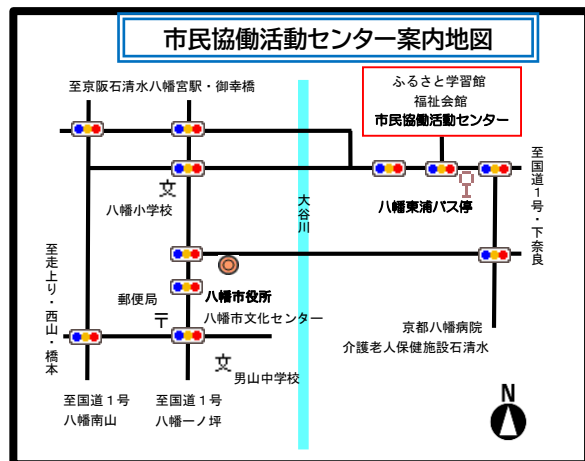 市民協働活動センター案内地図
至京阪石清水八幡宮駅・御幸橋
ふるさと学習館
福祉会館
市民協働活動センター
至国道1号・下奈良
八幡小学校
大谷川
八幡東浦バス停
至走上り・西山・橋本
郵便局
八幡市役所
八幡市文化センター
京都八幡病院
介護老人保健施設石清水
男山中学校
至国道1号
八幡南山
至国道1号
八幡一ノ坪
N